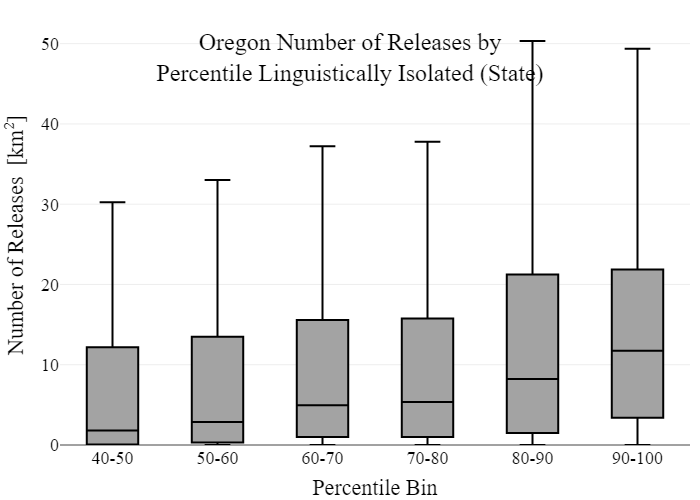 Oregon Number of Releases by
Percentile Linguistically Isolated (State)
Number of Releases [km²]
50
40
30
20
10
0
40-50 50-60 60-70 70-80 80-90 90-100
Percentile Bin